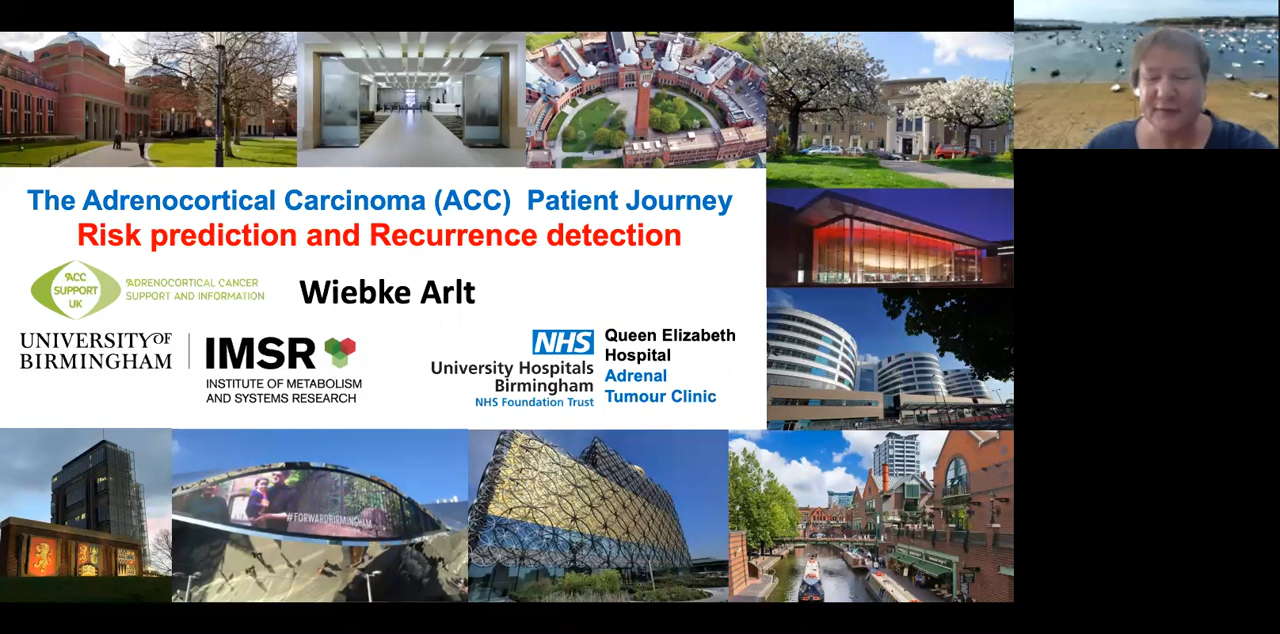 The Adrenocortical Carcinoma (ACC) Patient Journey
Risk prediction and Recurrence detection
ACC
SUPPORT
UK
ADRENOCORTICAL CANCER
SUPPORT AND INFORMATION
Wiebke Arlt
UNIVERSITY OF
BIRMINGHAM
IMSR
INSTITUTE OF METABOLISM
AND SYSTEMS RESEARCH
NHS
University Hospitals
Birmingham
NHS Foundation Trust
Queen Elizabeth
Hospital
Adrenal
Tumour Clinic
#FORWARDBIRMINGHAM